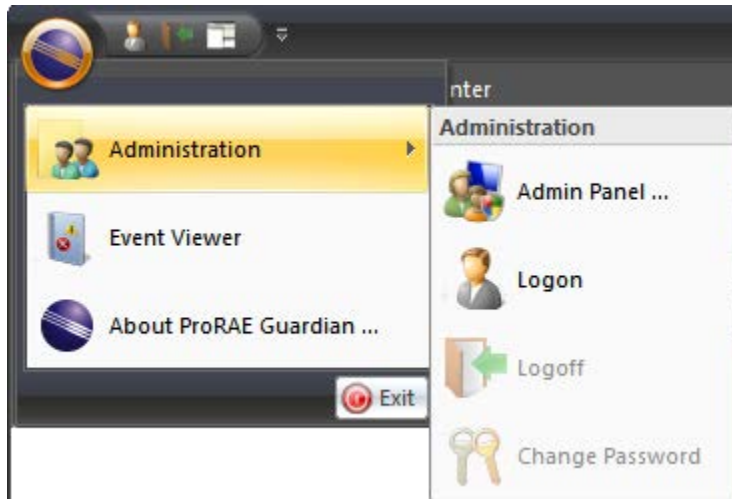 nter
Administration
Administration
Admin Panel ...
Event Viewer
Logon
About ProRAE Guardian ...
Logoff
Exit
Change Password